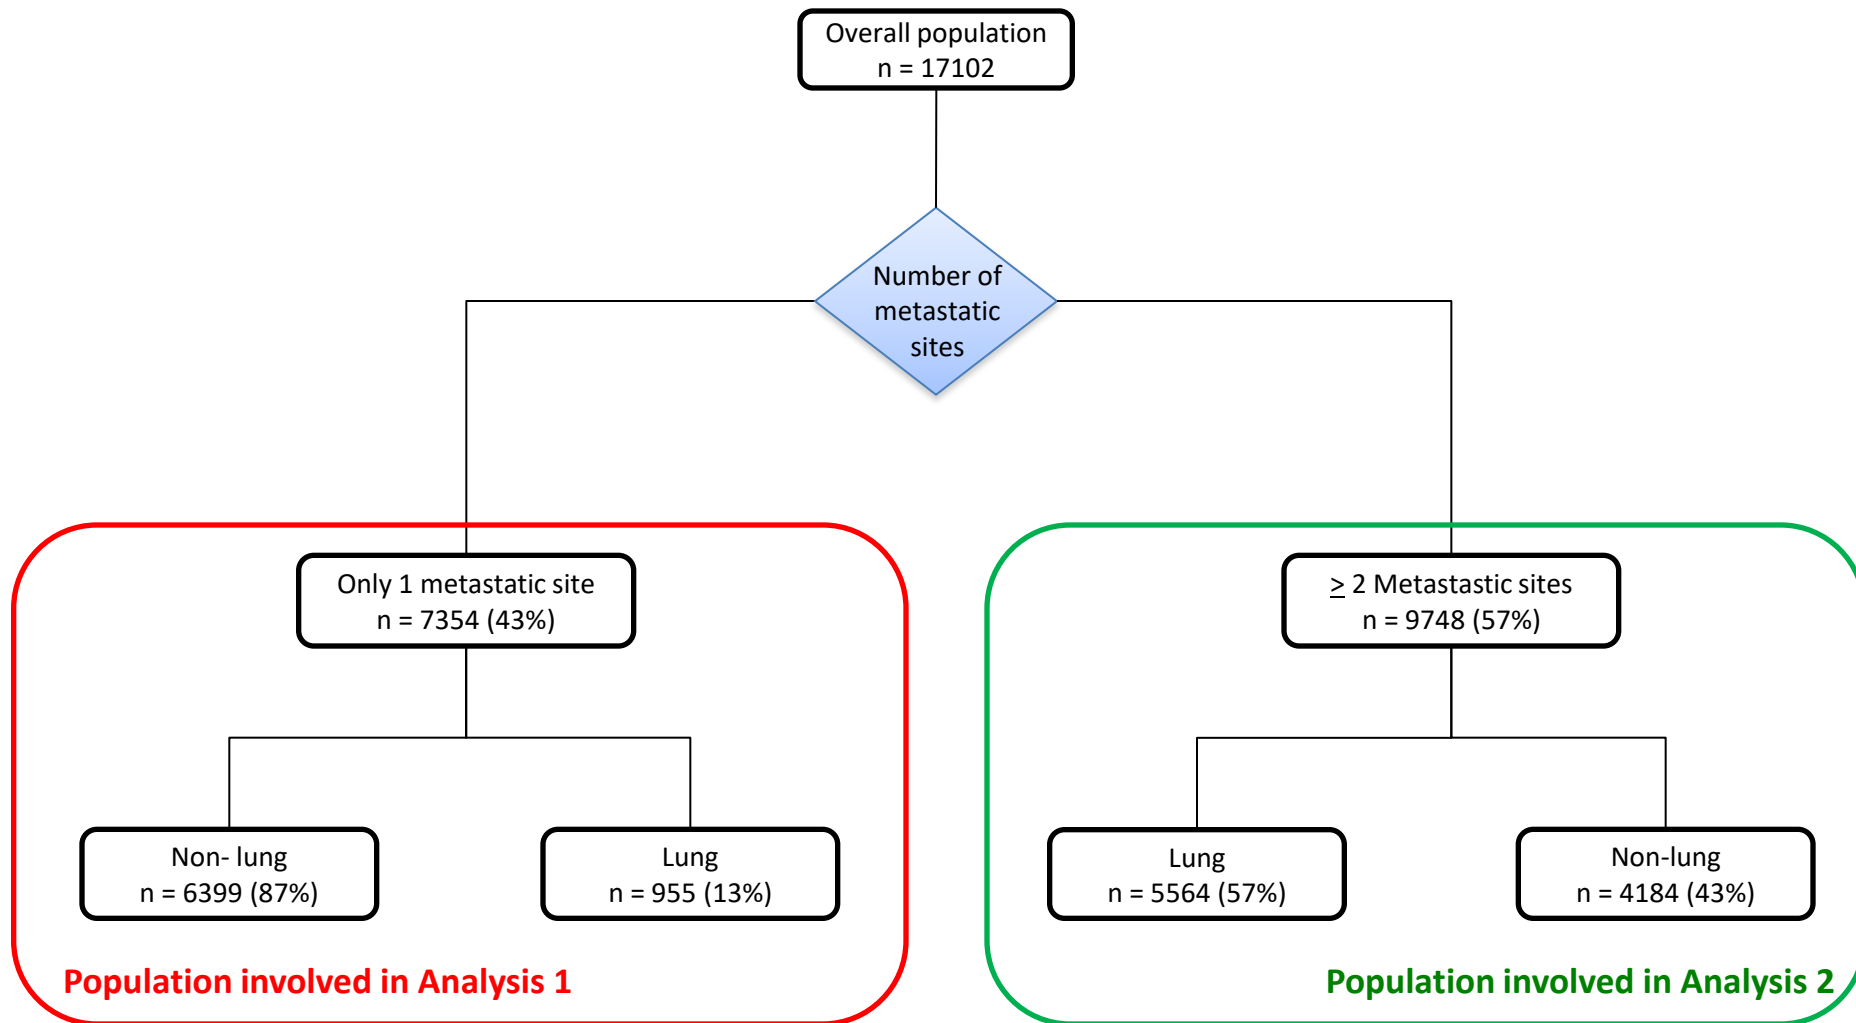 Overall population
n = 17102
Number of
metastatic
sites
Only 1 metastatic site
n = 7354 (43%)
≥ 2 Metastastic sites
n = 9748 (57%)
Non- lung
n = 6399 (87%)
Lung
n = 955 (13%)
Lung
n = 5564 (57%)
Non-lung
n = 4184 (43%)
Population involved in Analysis 1
Population involved in Analysis 2